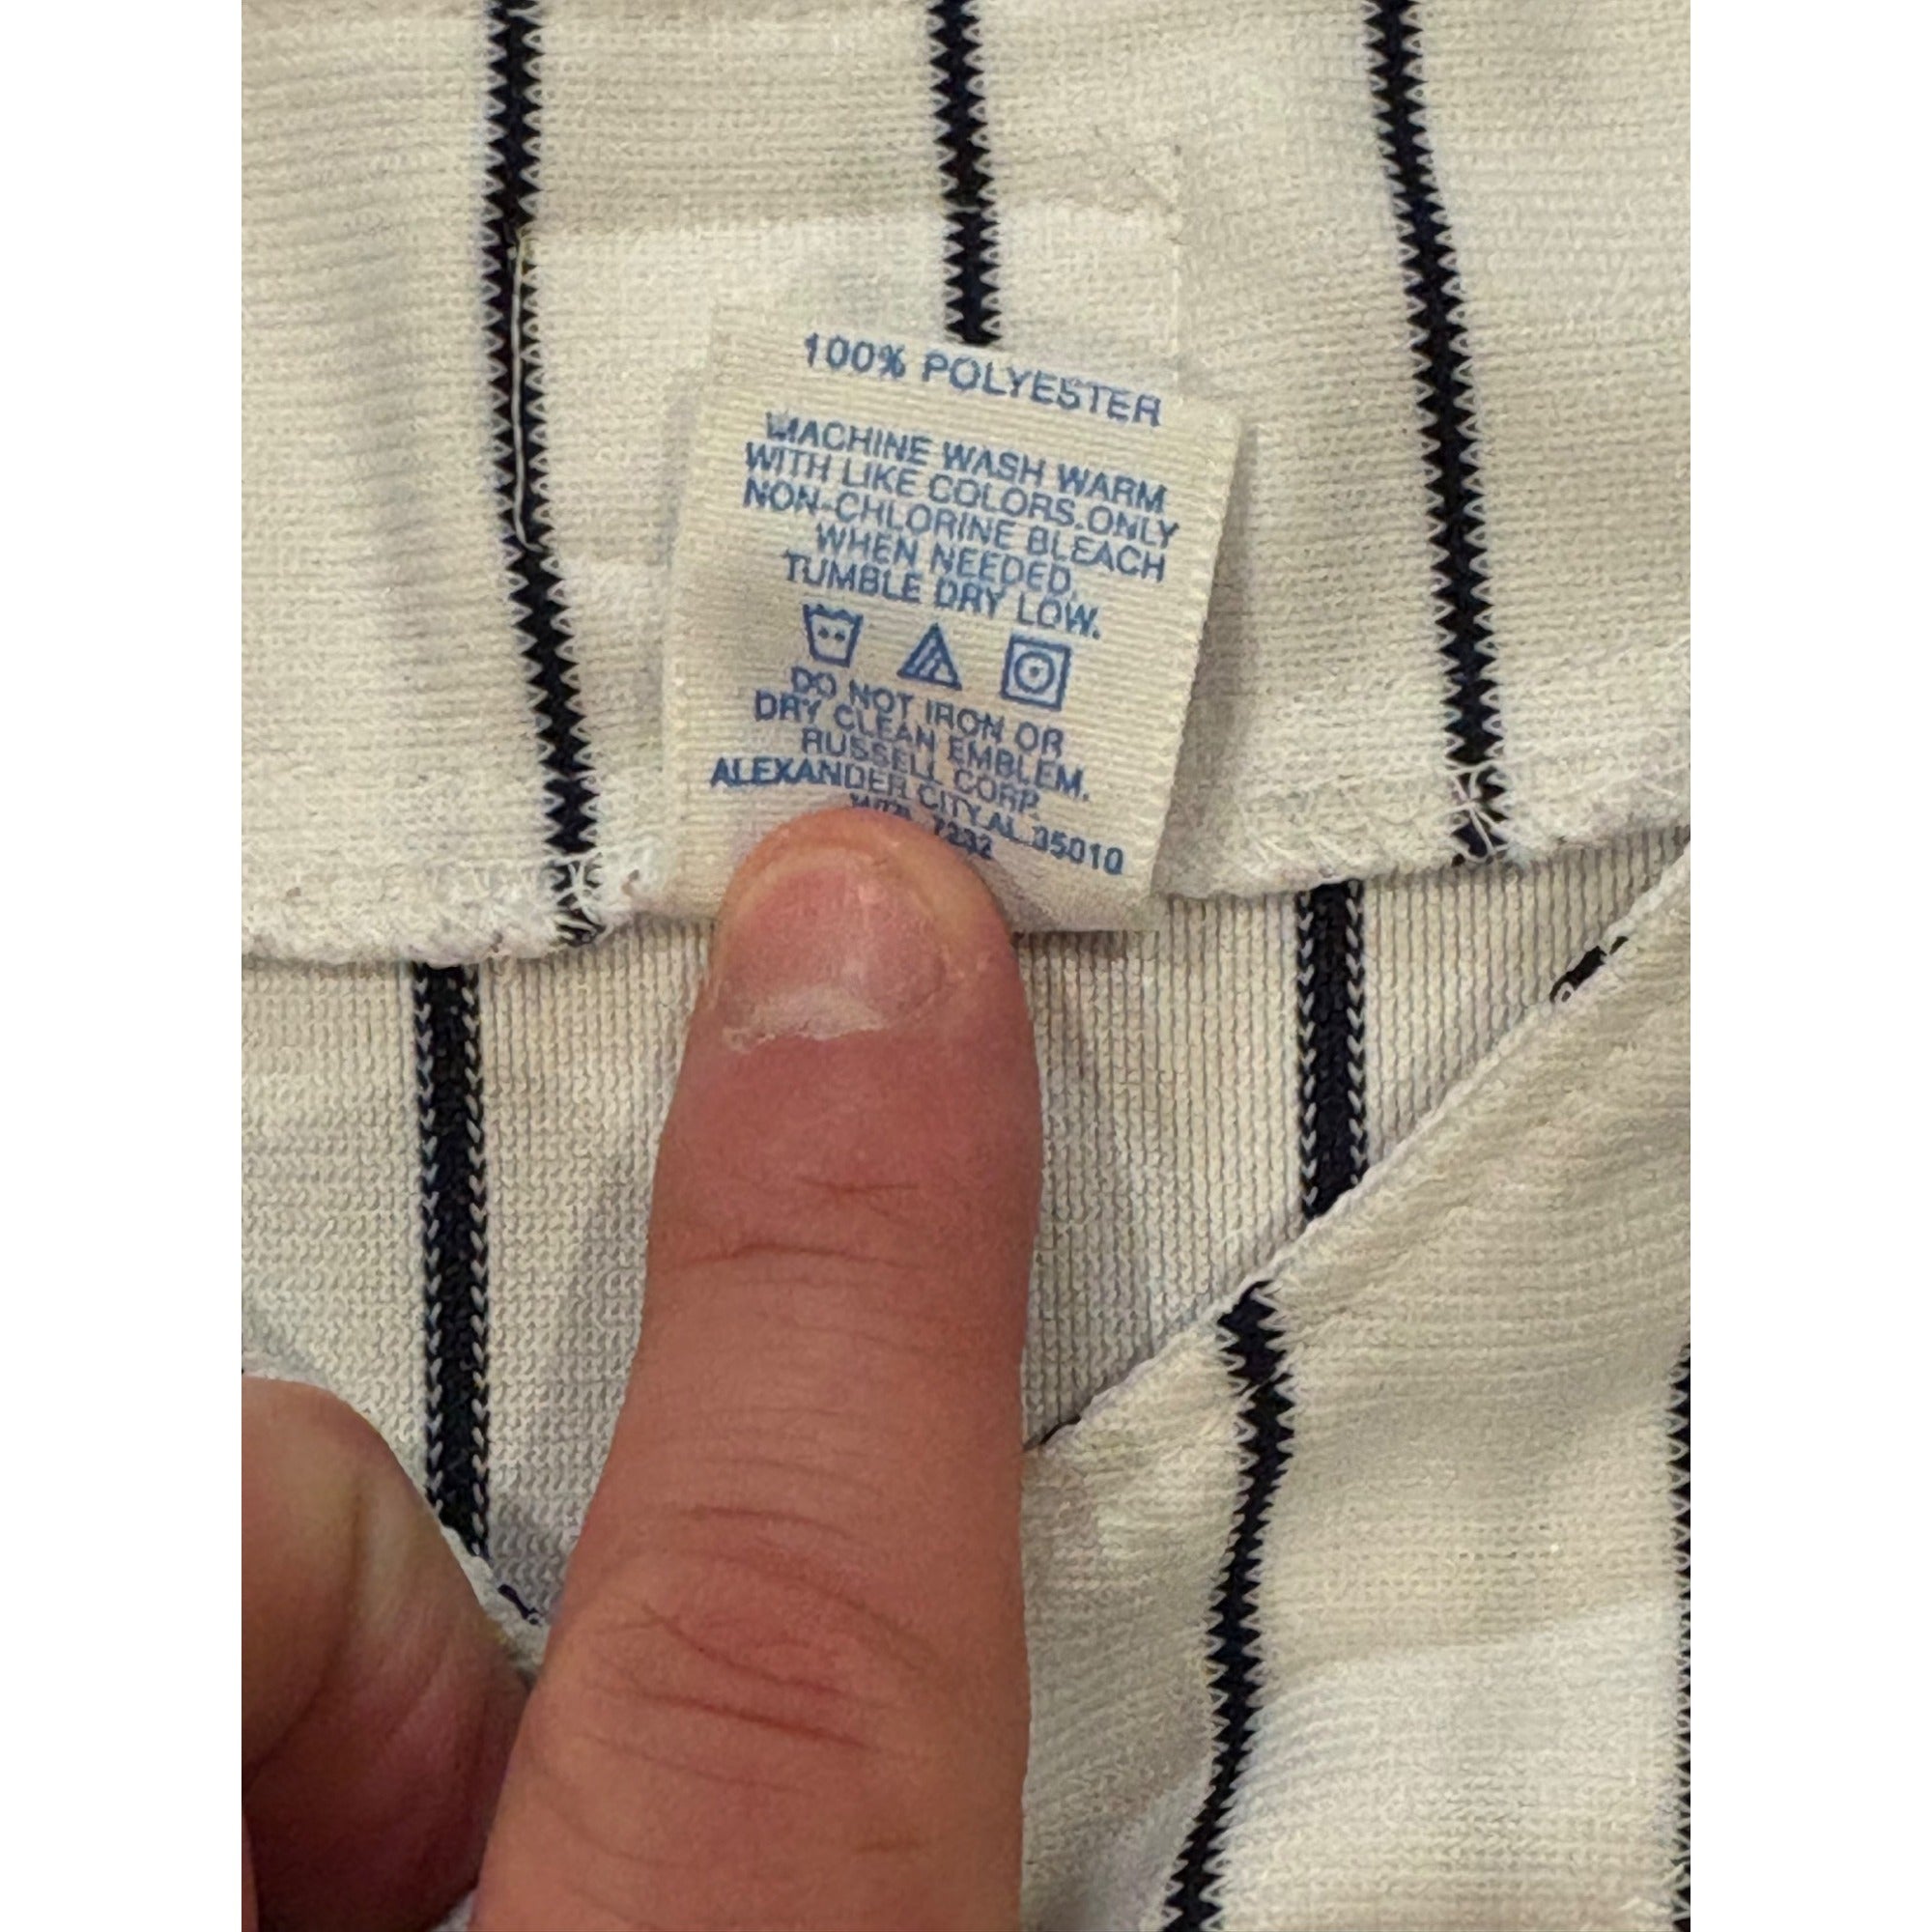 100% POLYESTER
MACHINE WASH WARM
WITH LIKE COLORS.ONLY
NON-CHLORINE BLEACH
WHEN NEEDED.
TUMBLE DRY LOW.
DO NOT IRON OR
DRY CLEAN EMBLEM.
RUSSELL CORP.
ALEXANDER CITY,AL 35010